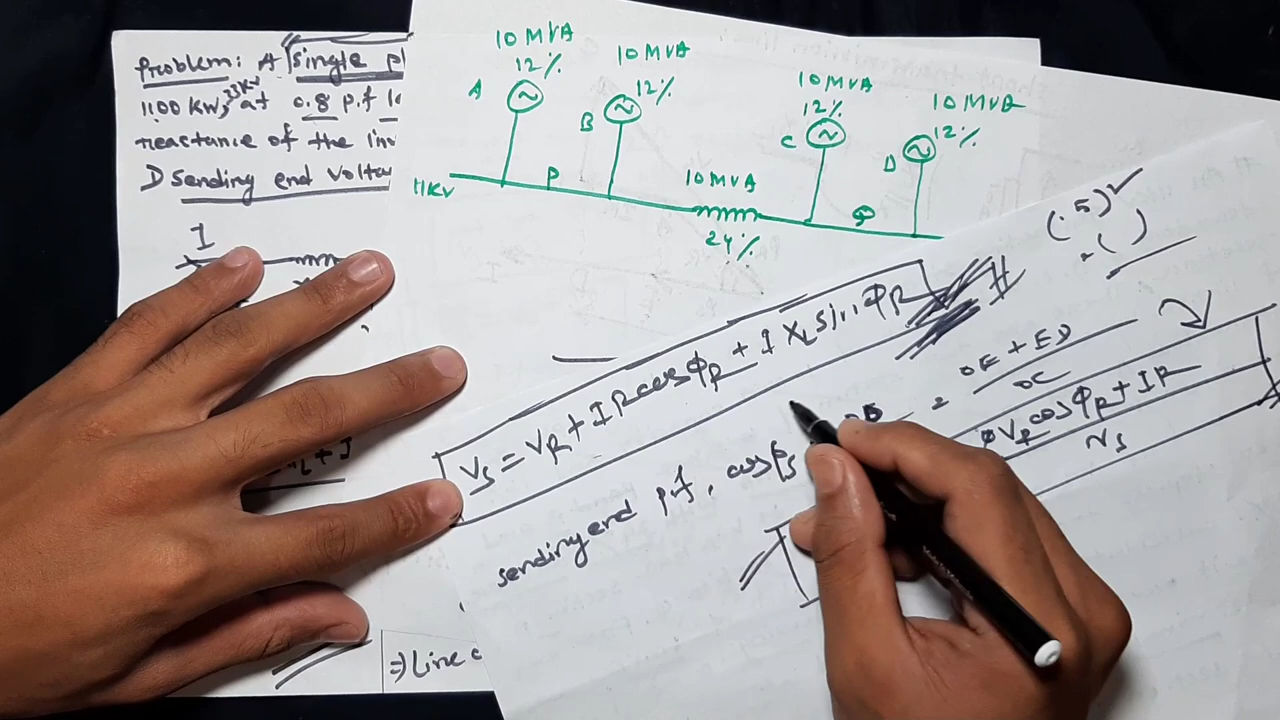 Problem: A single p
1100 KW, 33KV at 0.8 p.f l
reactance of the in
D sending end volta
I
10 MVA
12%
A
10 MVA
12%
B
10 MVA
12%
C
10 MVA
12%
D
11KV
P
10 MVA
24%
Q
(.5) ✓
= ( )
Vs = VR + IR cos φR + I XL sin φR
sending end p.f, cos φs
= OE + ED
OC
VR cos φR + IR
Vs
+ I
⇒ Line c